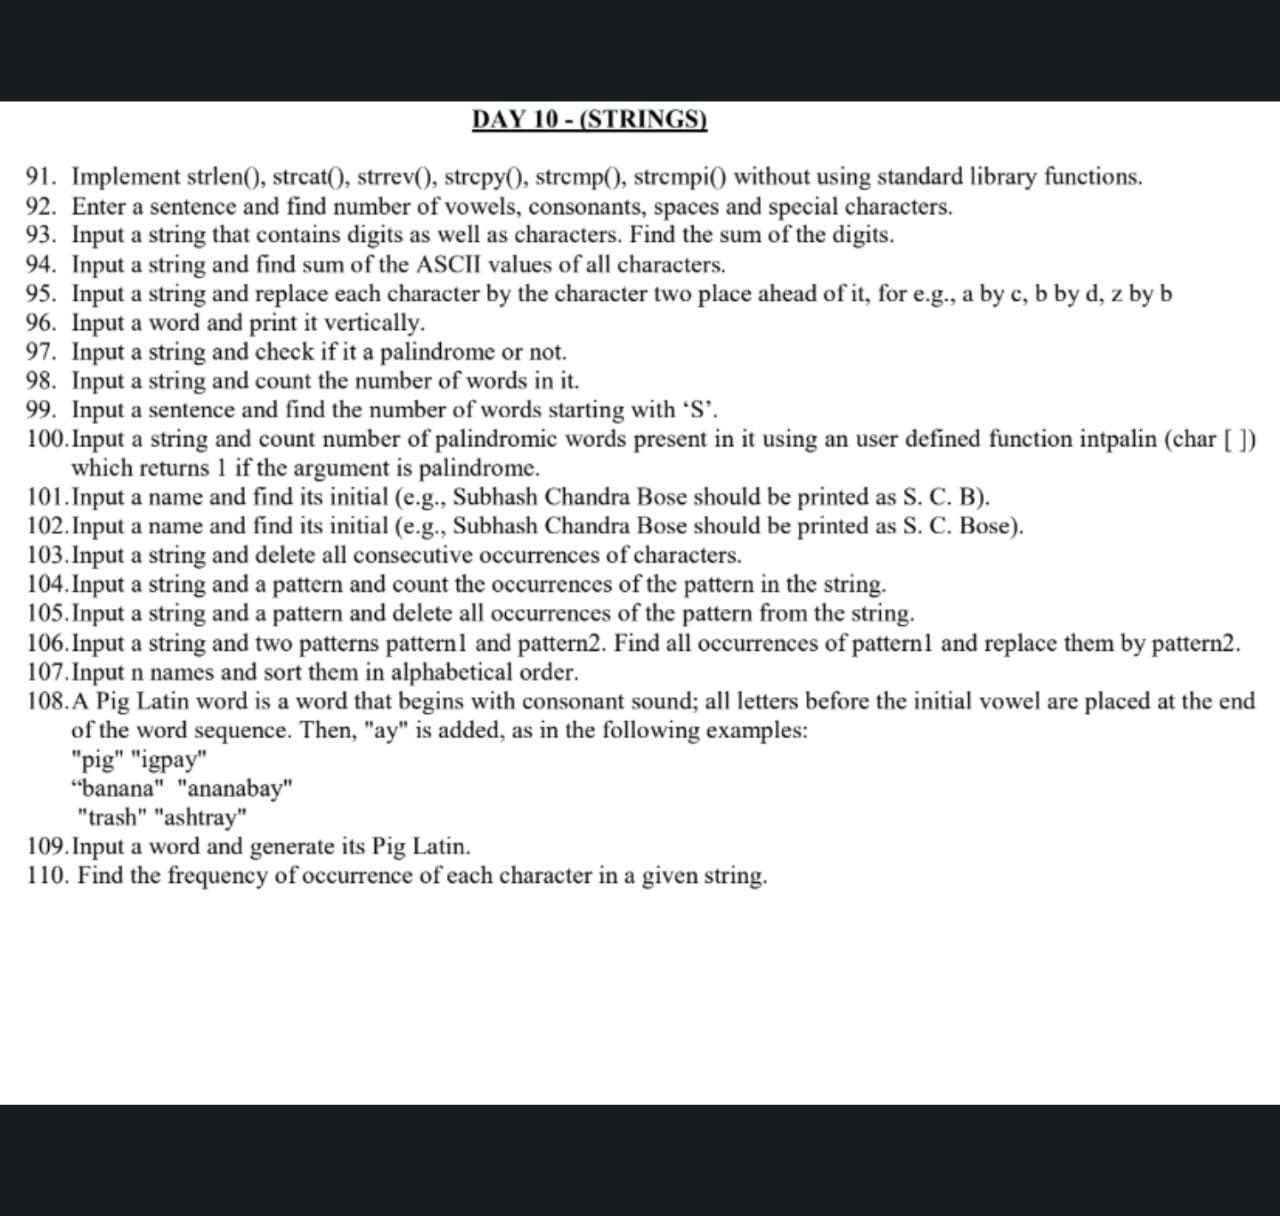 DAY 10 - (STRINGS)
91. Implement strlen(), strcat(), strrev(), strcpy(), strcmp(), strcmpi() without using standard library functions.
92. Enter a sentence and find number of vowels, consonants, spaces and special characters.
93. Input a string that contains digits as well as characters. Find the sum of the digits.
94. Input a string and find sum of the ASCII values of all characters.
95. Input a string and replace each character by the character two place ahead of it, for e.g., a by c, b by d, z by b
96. Input a word and print it vertically.
97. Input a string and check if it a palindrome or not.
98. Input a string and count the number of words in it.
99. Input a sentence and find the number of words starting with ‘S’.
100.Input a string and count number of palindromic words present in it using an user defined function intpalin (char [ ])
which returns 1 if the argument is palindrome.
101.Input a name and find its initial (e.g., Subhash Chandra Bose should be printed as S. C. B).
102.Input a name and find its initial (e.g., Subhash Chandra Bose should be printed as S. C. Bose).
103.Input a string and delete all consecutive occurrences of characters.
104.Input a string and a pattern and count the occurrences of the pattern in the string.
105.Input a string and a pattern and delete all occurrences of the pattern from the string.
106.Input a string and two patterns pattern1 and pattern2. Find all occurrences of pattern1 and replace them by pattern2.
107.Input n names and sort them in alphabetical order.
108.A Pig Latin word is a word that begins with consonant sound; all letters before the initial vowel are placed at the end
of the word sequence. Then, "ay" is added, as in the following examples:
"pig" "igpay"
“banana" "ananabay"
"trash" "ashtray"
109.Input a word and generate its Pig Latin.
110. Find the frequency of occurrence of each character in a given string.